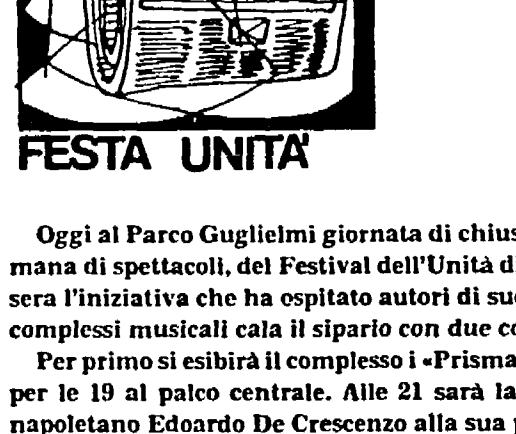 FESTA UNITA'
Oggi al Parco Guglielmi giornata di chius
mana di spettacoli, del Festival dell'Unità d
sera l'iniziativa che ha ospitato autori di su
complessi musicali cala il sipario con due c
Per primo si esibirà il complesso i «Prisma
per le 19 al palco centrale. Alle 21 sarà la
napoletano Edoardo De Crescenzo alla sua p